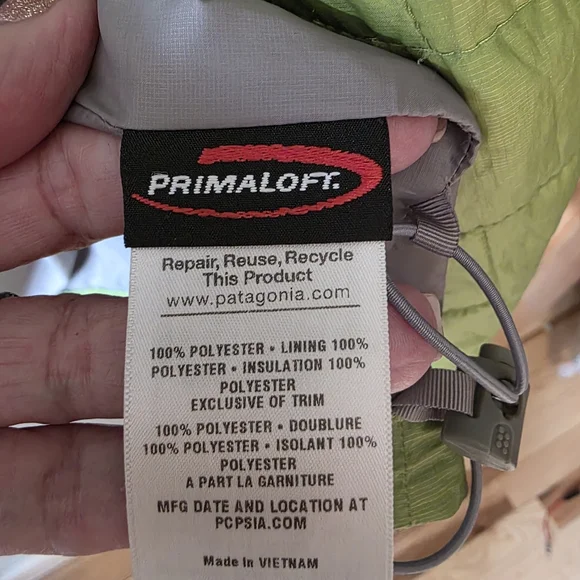 PRIMALOFT.
Repair, Reuse, Recycle
This Product
www.patagonia.com
100% POLYESTER • LINING 100%
POLYESTER • INSULATION 100%
POLYESTER
EXCLUSIVE OF TRIM
100% POLYESTER • DOUBLURE
100% POLYESTER • ISOLANT 100%
POLYESTER
A PART LA GARNITURE
MFG DATE AND LOCATION AT
PCPSIA.COM
Made in VIETNAM